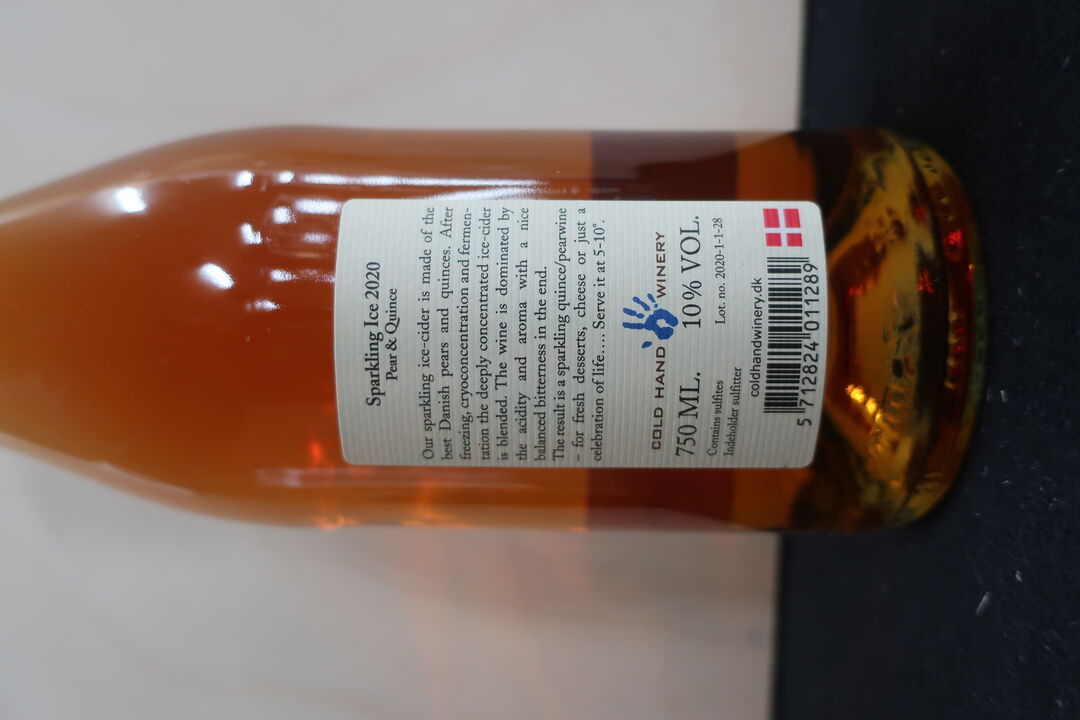 Sparkling Ice 2020
Pear & Quince
Our sparkling ice-cider is made of the
best Danish pears and quinces. After
freezing, cryoconcentration and fermen-
tation the deeply concentrated ice-cider
is blended. The wine is dominated by
the acidity and aroma with a nice
balanced bitterness in the end.
The result is a sparkling quince/pearwine
- for fresh desserts, cheese or just a
celebration of life.... Serve it at 5-10°.
COLD HAND WINERY
750 ML. 10% VOL.
Contains sulfites Lot. no. 2020-1-1-28
Indeholder sulfitter
coldhandwinery.dk
5 712824 011289